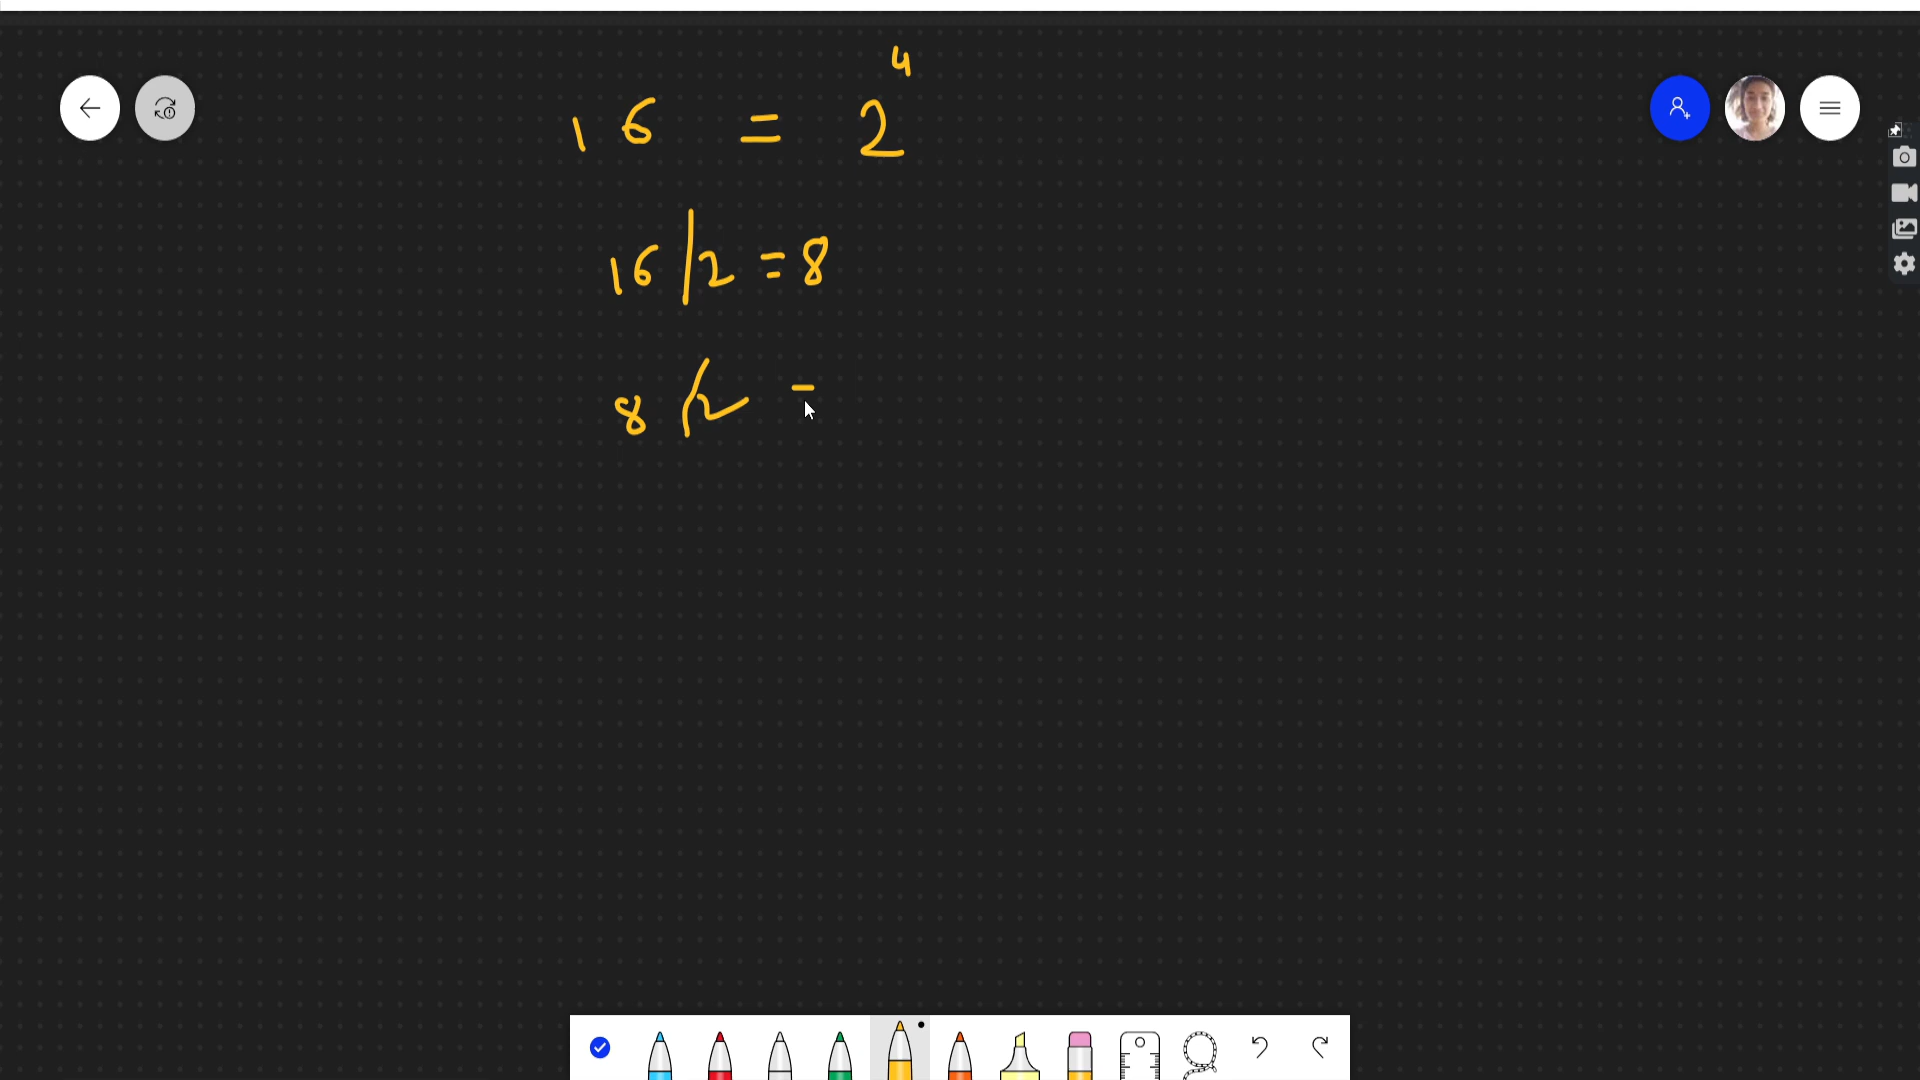 16 = 2⁴
16/2 = 8
8/2 -